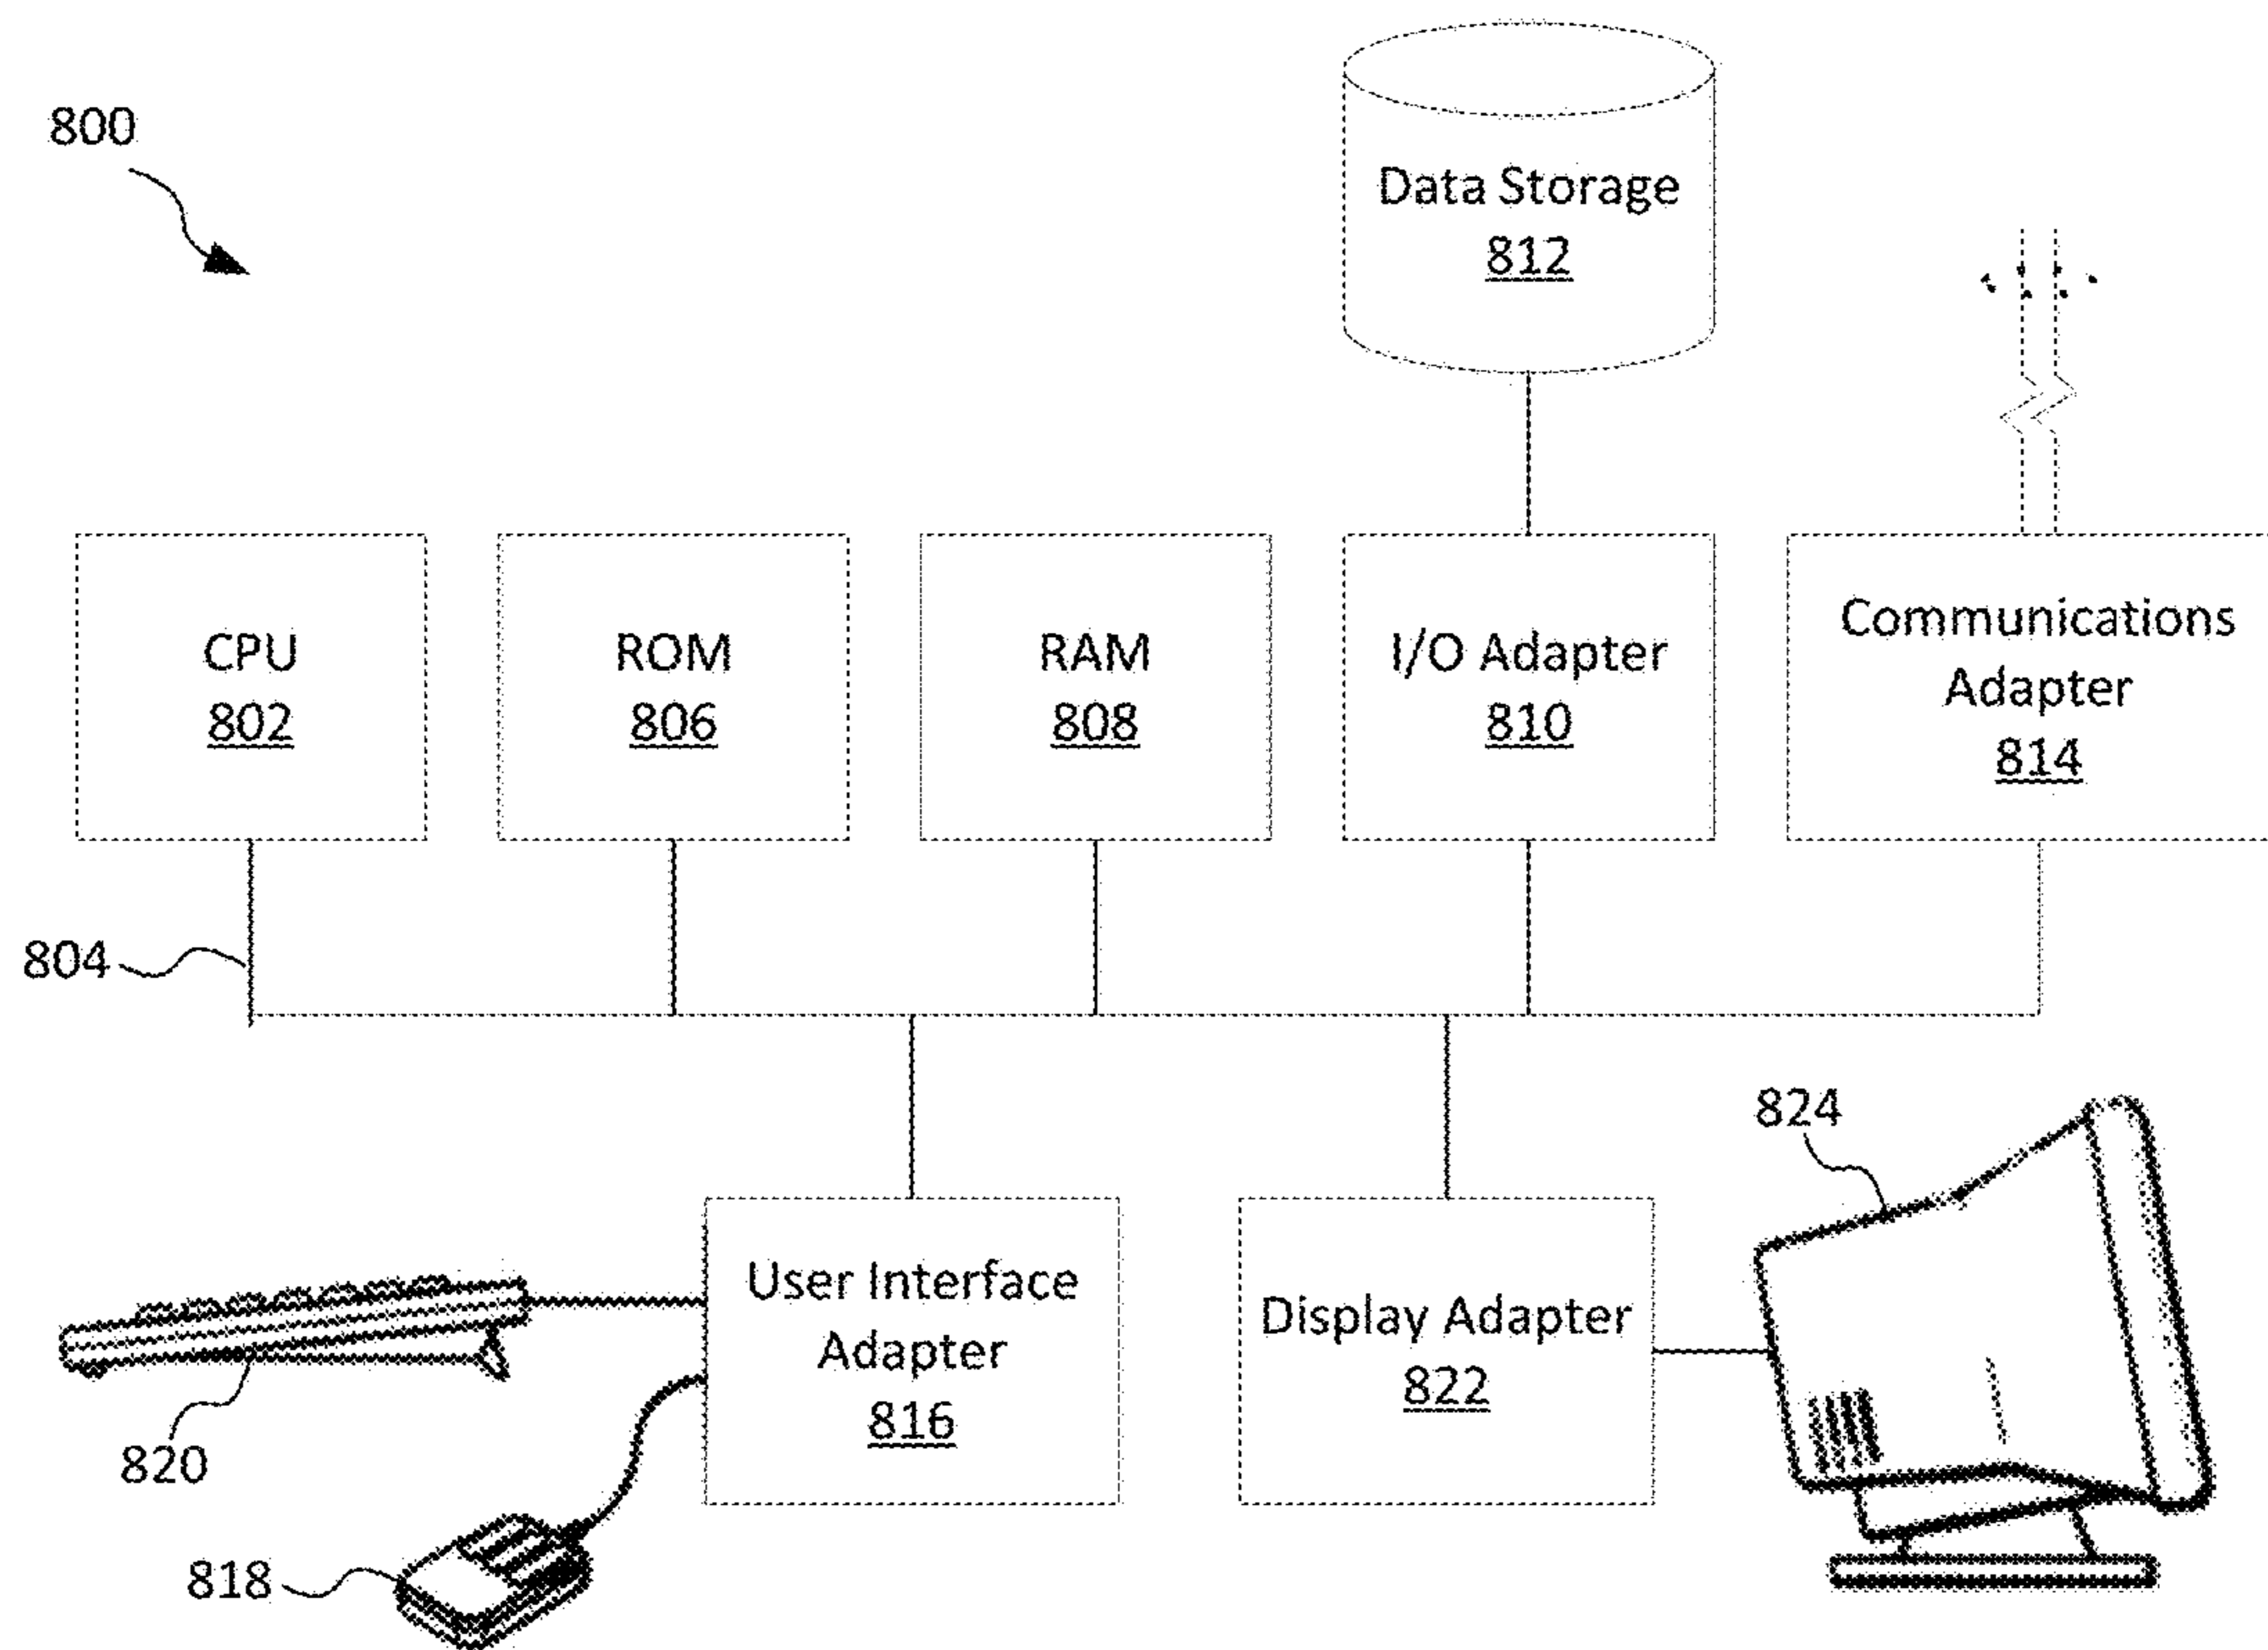 800
Data Storage
812
CPU
802
ROM
806
RAM
808
I/O Adapter
810
Communications
Adapter
814
804
824
User Interface
Adapter
816
Display Adapter
822
820
818